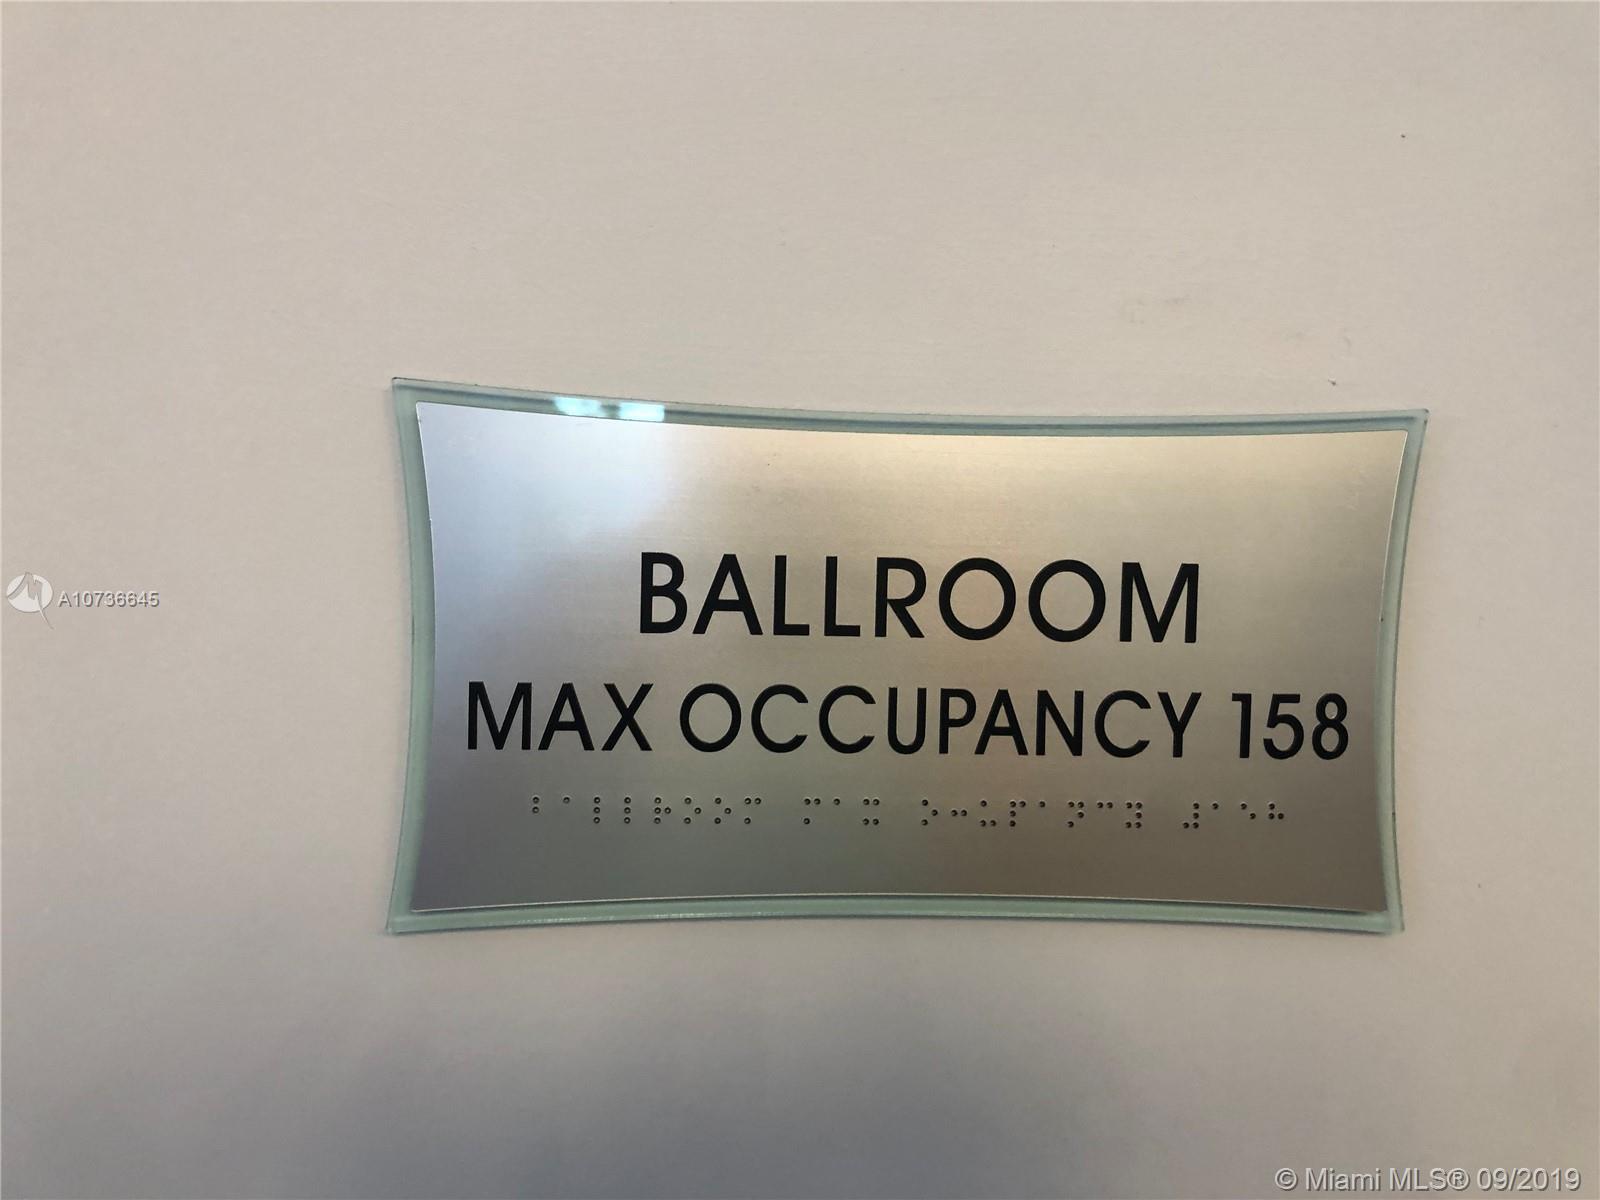 BALLROOM
MAX OCCUPANCY 158
⠃⠁⠇⠇⠗⠕⠕⠍ ⠍⠁⠭ ⠕⠒⠥⠏⠁⠝⠉⠽ ⠼⠁⠑⠓
A10736645
© Miami MLS® 09/2019